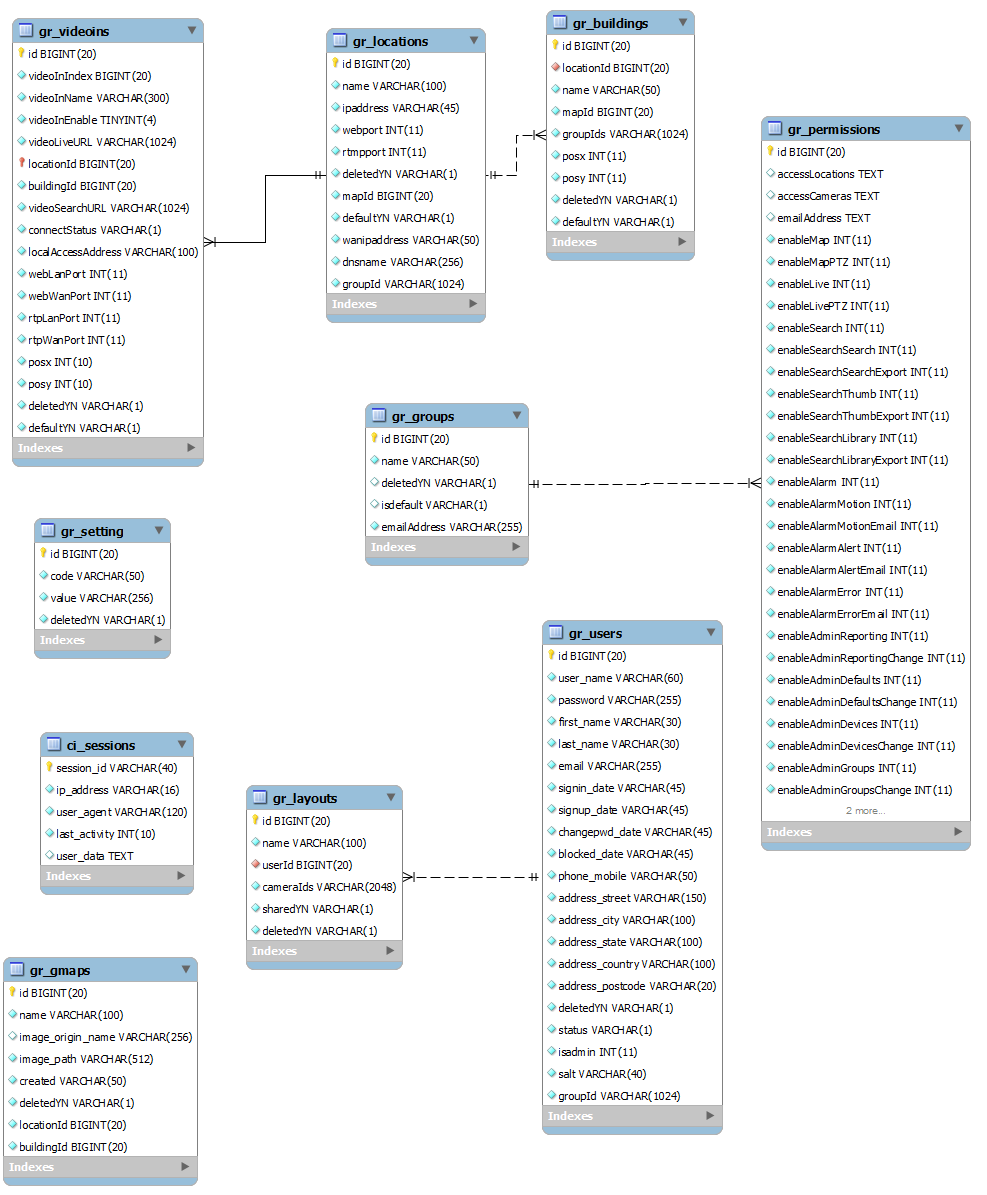 gr_videoins
id BIGINT(20)
videoInIndex BIGINT(20)
videoInName VARCHAR(300)
videoInEnable TINYINT(4)
videoLiveURL VARCHAR(1024)
locationId BIGINT(20)
buildingId BIGINT(20)
videoSearchURL VARCHAR(1024)
connectStatus VARCHAR(1)
localAccessAddress VARCHAR(100)
webLanPort INT(11)
webWanPort INT(11)
rtpLanPort INT(11)
rtpWanPort INT(11)
posx INT(10)
posy INT(10)
deletedYN VARCHAR(1)
defaultYN VARCHAR(1)
Indexes
gr_locations
id BIGINT(20)
name VARCHAR(100)
ipaddress VARCHAR(45)
webport INT(11)
rtmpport INT(11)
deletedYN VARCHAR(1)
mapId BIGINT(20)
defaultYN VARCHAR(1)
wanipaddress VARCHAR(50)
dnsname VARCHAR(256)
groupId VARCHAR(1024)
Indexes
gr_buildings
id BIGINT(20)
locationId BIGINT(20)
name VARCHAR(50)
mapId BIGINT(20)
groupIds VARCHAR(1024)
posx INT(11)
posy INT(11)
deletedYN VARCHAR(1)
defaultYN VARCHAR(1)
Indexes
gr_permissions
id BIGINT(20)
accessLocations TEXT
accessCameras TEXT
emailAddress TEXT
enableMap INT(11)
enableMapPTZ INT(11)
enableLive INT(11)
enableLivePTZ INT(11)
enableSearch INT(11)
enableSearchSearch INT(11)
enableSearchSearchExport INT(11)
enableSearchThumb INT(11)
enableSearchThumbExport INT(11)
enableSearchLibrary INT(11)
enableSearchLibraryExport INT(11)
enableAlarm INT(11)
enableAlarmMotion INT(11)
enableAlarmMotionEmail INT(11)
enableAlarmAlert INT(11)
enableAlarmAlertEmail INT(11)
enableAlarmError INT(11)
enableAlarmErrorEmail INT(11)
enableAdminReporting INT(11)
enableAdminReportingChange INT(11)
enableAdminDefaults INT(11)
enableAdminDefaultsChange INT(11)
enableAdminDevices INT(11)
enableAdminDevicesChange INT(11)
enableAdminGroups INT(11)
enableAdminGroupsChange INT(11)
2 more...
Indexes
gr_groups
id BIGINT(20)
name VARCHAR(50)
deletedYN VARCHAR(1)
isdefault VARCHAR(1)
emailAddress VARCHAR(255)
Indexes
gr_setting
id BIGINT(20)
code VARCHAR(50)
value VARCHAR(256)
deletedYN VARCHAR(1)
Indexes
gr_users
id BIGINT(20)
user_name VARCHAR(60)
password VARCHAR(255)
first_name VARCHAR(30)
last_name VARCHAR(30)
email VARCHAR(255)
signin_date VARCHAR(45)
signup_date VARCHAR(45)
changepwd_date VARCHAR(45)
blocked_date VARCHAR(45)
phone_mobile VARCHAR(50)
address_street VARCHAR(150)
address_city VARCHAR(100)
address_state VARCHAR(100)
address_country VARCHAR(100)
address_postcode VARCHAR(20)
deletedYN VARCHAR(1)
status VARCHAR(1)
isadmin INT(11)
salt VARCHAR(40)
groupId VARCHAR(1024)
Indexes
ci_sessions
session_id VARCHAR(40)
ip_address VARCHAR(16)
user_agent VARCHAR(120)
last_activity INT(10)
user_data TEXT
Indexes
gr_layouts
id BIGINT(20)
name VARCHAR(100)
userId BIGINT(20)
cameraIds VARCHAR(2048)
sharedYN VARCHAR(1)
deletedYN VARCHAR(1)
Indexes
gr_gmaps
id BIGINT(20)
name VARCHAR(100)
image_origin_name VARCHAR(256)
image_path VARCHAR(512)
created VARCHAR(50)
deletedYN VARCHAR(1)
locationId BIGINT(20)
buildingId BIGINT(20)
Indexes